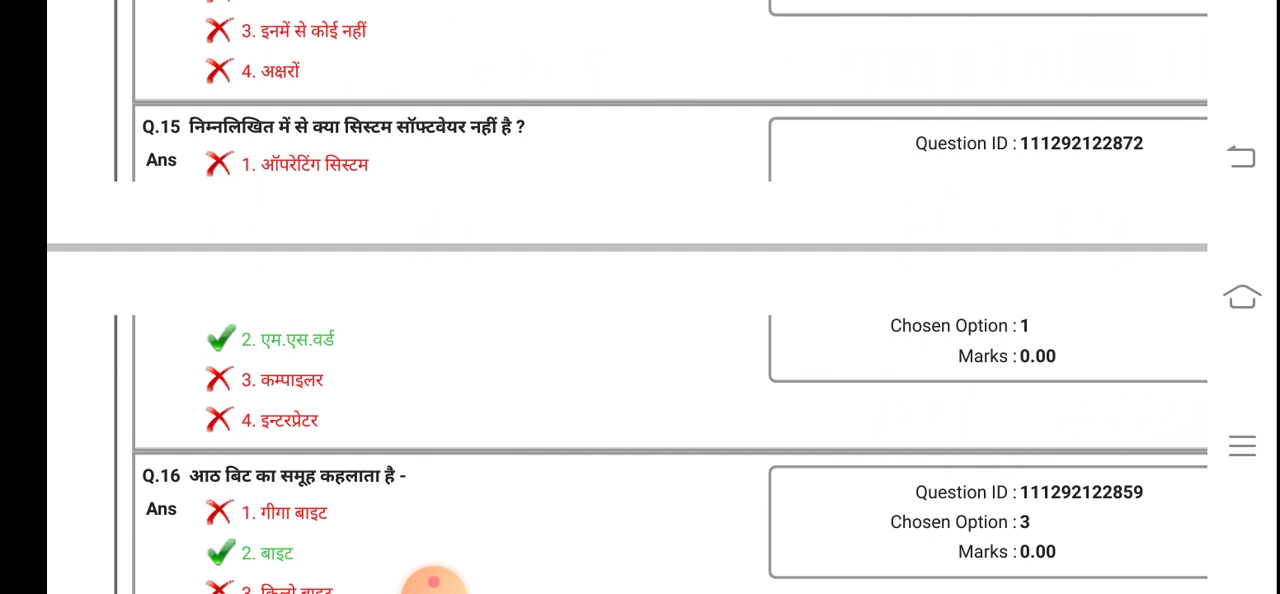 3. इनमें से कोई नहीं
4. अक्षरों
Q.15 निम्नलिखित में से क्या सिस्टम सॉफ्टवेयर नहीं है ?
Question ID : 111292122872
Ans 1. ऑपरेटिंग सिस्टम
Chosen Option : 1
2. एम.एस.वर्ड
Marks : 0.00
3. कम्पाइलर
4. इन्टरप्रेटर
Q.16 आठ बिट का समूह कहलाता है -
Question ID : 111292122859
Ans 1. गीगा बाइट
Chosen Option : 3
2. बाइट
Marks : 0.00
3. किलो बाइट